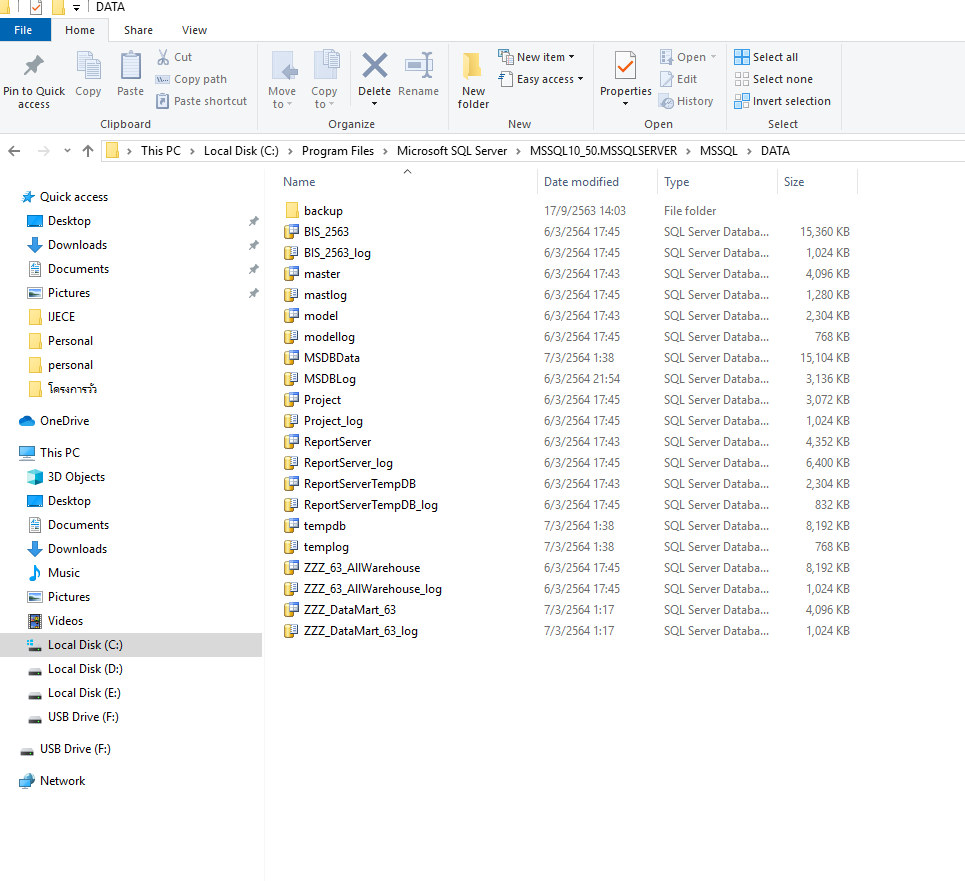 DATA
File Home Share View
Pin to Quick access
Copy
Paste
Cut
Copy path
Paste shortcut
Clipboard
Move to
Copy to
Delete
Rename
Organize
New folder
New item
Easy access
New
Properties
Open
Edit
History
Open
Select all
Select none
Invert selection
Select
This PC > Local Disk (C:) > Program Files > Microsoft SQL Server > MSSQL10_50.MSSQLSERVER > MSSQL > DATA
Quick access
Desktop
Downloads
Documents
Pictures
IJECE
Personal
personal
โครงการวิจั
OneDrive
This PC
3D Objects
Desktop
Documents
Downloads
Music
Pictures
Videos
Local Disk (C:)
Local Disk (D:)
Local Disk (E:)
USB Drive (F:)
USB Drive (F:)
Network
Name Date modified Type Size
backup 17/9/2563 14:03 File folder
BIS_2563 6/3/2564 17:45 SQL Server Databa... 15,360 KB
BIS_2563_log 6/3/2564 17:45 SQL Server Databa... 1,024 KB
master 6/3/2564 17:43 SQL Server Databa... 4,096 KB
mastlog 6/3/2564 17:45 SQL Server Databa... 1,280 KB
model 6/3/2564 17:43 SQL Server Databa... 2,304 KB
modellog 6/3/2564 17:45 SQL Server Databa... 768 KB
MSDBData 7/3/2564 1:38 SQL Server Databa... 15,104 KB
MSDBLog 6/3/2564 21:54 SQL Server Databa... 3,136 KB
Project 6/3/2564 17:45 SQL Server Databa... 3,072 KB
Project_log 6/3/2564 17:45 SQL Server Databa... 1,024 KB
ReportServer 6/3/2564 17:43 SQL Server Databa... 4,352 KB
ReportServer_log 6/3/2564 17:45 SQL Server Databa... 6,400 KB
ReportServerTempDB 6/3/2564 17:43 SQL Server Databa... 2,304 KB
ReportServerTempDB_log 6/3/2564 17:45 SQL Server Databa... 832 KB
tempdb 7/3/2564 1:38 SQL Server Databa... 8,192 KB
templog 7/3/2564 1:38 SQL Server Databa... 768 KB
ZZZ_63_AllWarehouse 6/3/2564 17:45 SQL Server Databa... 8,192 KB
ZZZ_63_AllWarehouse_log 6/3/2564 17:45 SQL Server Databa... 1,024 KB
ZZZ_DataMart_63 7/3/2564 1:17 SQL Server Databa... 4,096 KB
ZZZ_DataMart_63_log 7/3/2564 1:17 SQL Server Databa... 1,024 KB